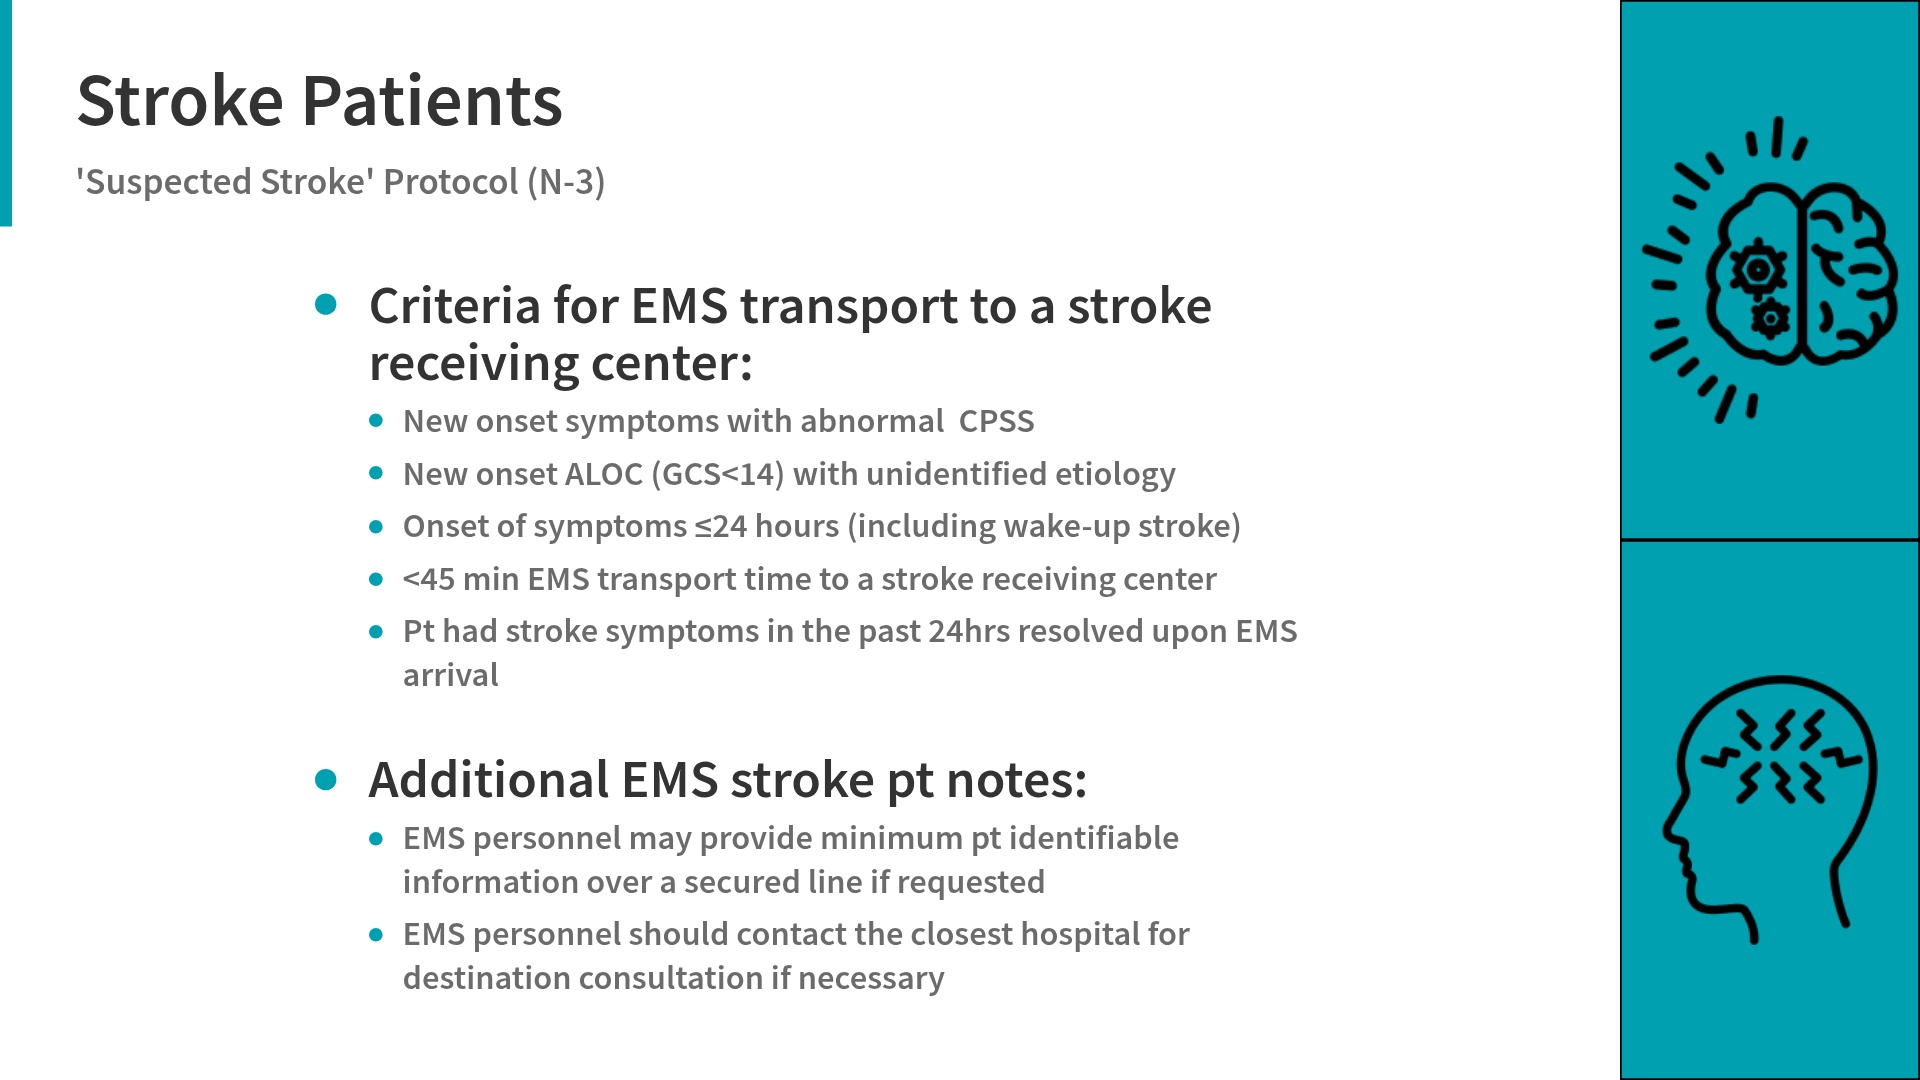 Stroke Patients
'Suspected Stroke' Protocol (N-3)
Criteria for EMS transport to a stroke
receiving center:
New onset symptoms with abnormal  CPSS
New onset ALOC (GCS<14) with unidentified etiology
Onset of symptoms ≤24 hours (including wake-up stroke)
<45 min EMS transport time to a stroke receiving center
Pt had stroke symptoms in the past 24hrs resolved upon EMS
arrival
Additional EMS stroke pt notes:
EMS personnel may provide minimum pt identifiable
information over a secured line if requested
EMS personnel should contact the closest hospital for
destination consultation if necessary